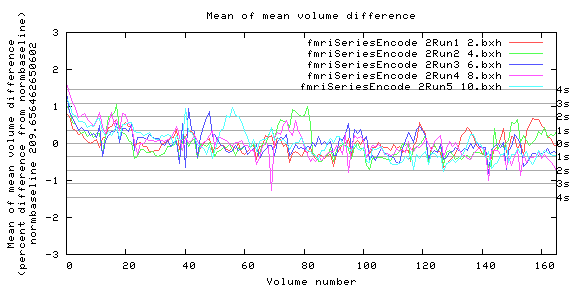 Mean of mean volume difference
Mean of mean volume difference
(percent difference from normbaseline)
normbaseline 209.656462650602
fmriSeriesEncode 2Run1 2.bxh
fmriSeriesEncode 2Run2 4.bxh
fmriSeriesEncode 2Run3 6.bxh
fmriSeriesEncode 2Run4 8.bxh
fmriSeriesEncode 2Run5 10.bxh
3
2
1
0
-1
-2
-3
4s
3s
2s
1s
0s
1s
2s
3s
4s
0 20 40 60 80 100 120 140 160
Volume number